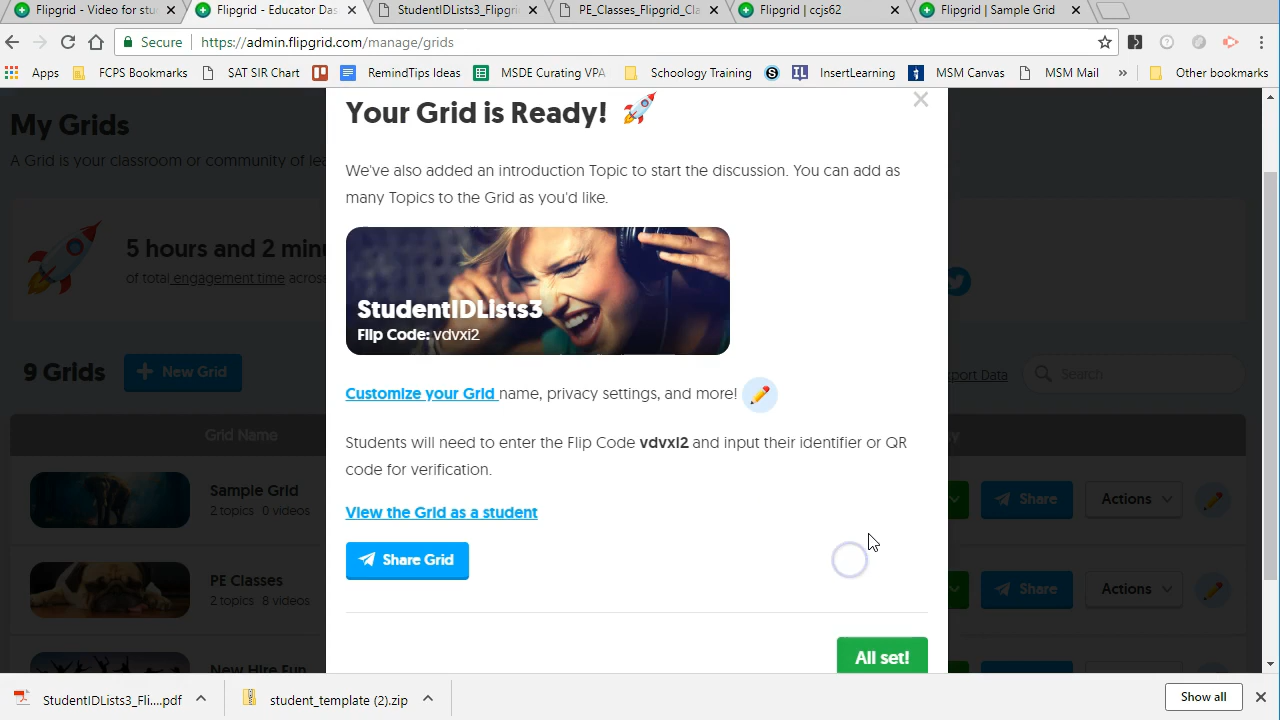 Flipgrid - Video for stu
Flipgrid - Educator Das
StudentIDLists3_Flipgri
PE_Classes_Flipgrid_Cla
Flipgrid | ccjs62
Flipgrid | Sample Grid
Secure
https://admin.flipgrid.com/manage/grids
Apps
FCPS Bookmarks
SAT SIR Chart
RemindTips Ideas
MSDE Curating VPA
Schoology Training
InsertLearning
MSM Canvas
MSM Mail
»
Other bookmarks
My Grids
A Grid is your classroom or community of lea
5 hours and 2 minu
of total engagement time across
9 Grids
+ New Grid
port Data
Search
Grid Name
Sample Grid
2 topics 0 videos
Share
Actions
PE Classes
2 topics 8 videos
Share
Actions
New Hire Fun
Your Grid is Ready!
We've also added an introduction Topic to start the discussion. You can add as
many Topics to the Grid as you'd like.
StudentIDLists3
Flip Code: vdvxi2
Customize your Grid name, privacy settings, and more!
Students will need to enter the Flip Code vdvxi2 and input their identifier or QR
code for verification.
View the Grid as a student
Share Grid
All set!
StudentIDLists3_Fli....pdf
student_template (2).zip
Show all